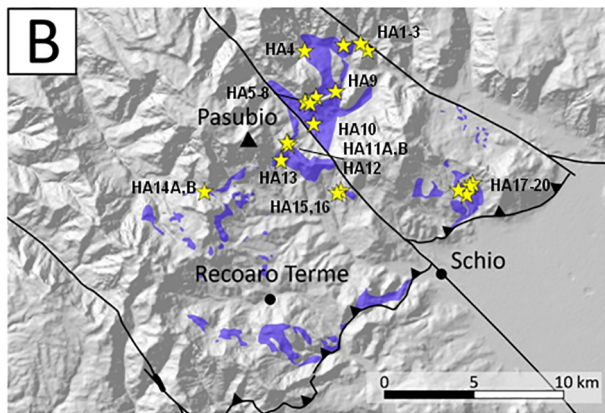 B
HA4
HA1-3
HA9
HA5-8
Pasubio
HA10
HA11A,B
HA12
HA13
HA14A,B
HA15,16
HA17-20
Recoaro Terme
Schio
0 5 10 km